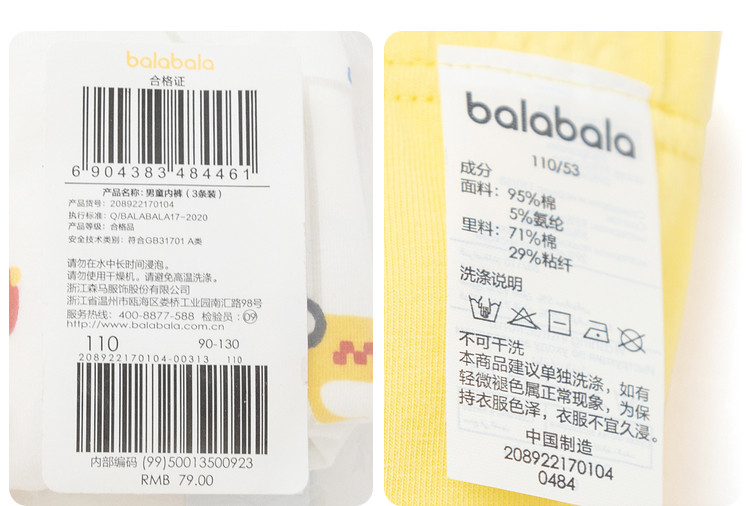 balabala
合格证
6 904383 484461
产品名称: 男童内裤 (3条装)
产品货号: 208922170104
执行标准: Q/BALABALA17-2020
产品等级: 合格品
安全技术类别: 符合GB31701 A类
请勿在水中长时间浸泡。
请勿使用干燥机。请避免高温洗涤。
浙江森马服饰股份有限公司
浙江省温州市瓯海区娄桥工业园南汇路98号
服务热线: 400-8877-588 检验员: 09
http://www.balabala.com.cn
110 90-130
208922170104-00313 110
内部编码 (99)50013500923
RMB 79.00
balabala
110/53
成分
面料: 95%棉
5%氨纶
里料: 71%棉
29%粘纤
洗涤说明
不可干洗
本商品建议单独洗涤, 如有
轻微褪色属正常现象, 为保
持衣服色泽, 衣服不宜久浸。
中国制造
208922170104
0484